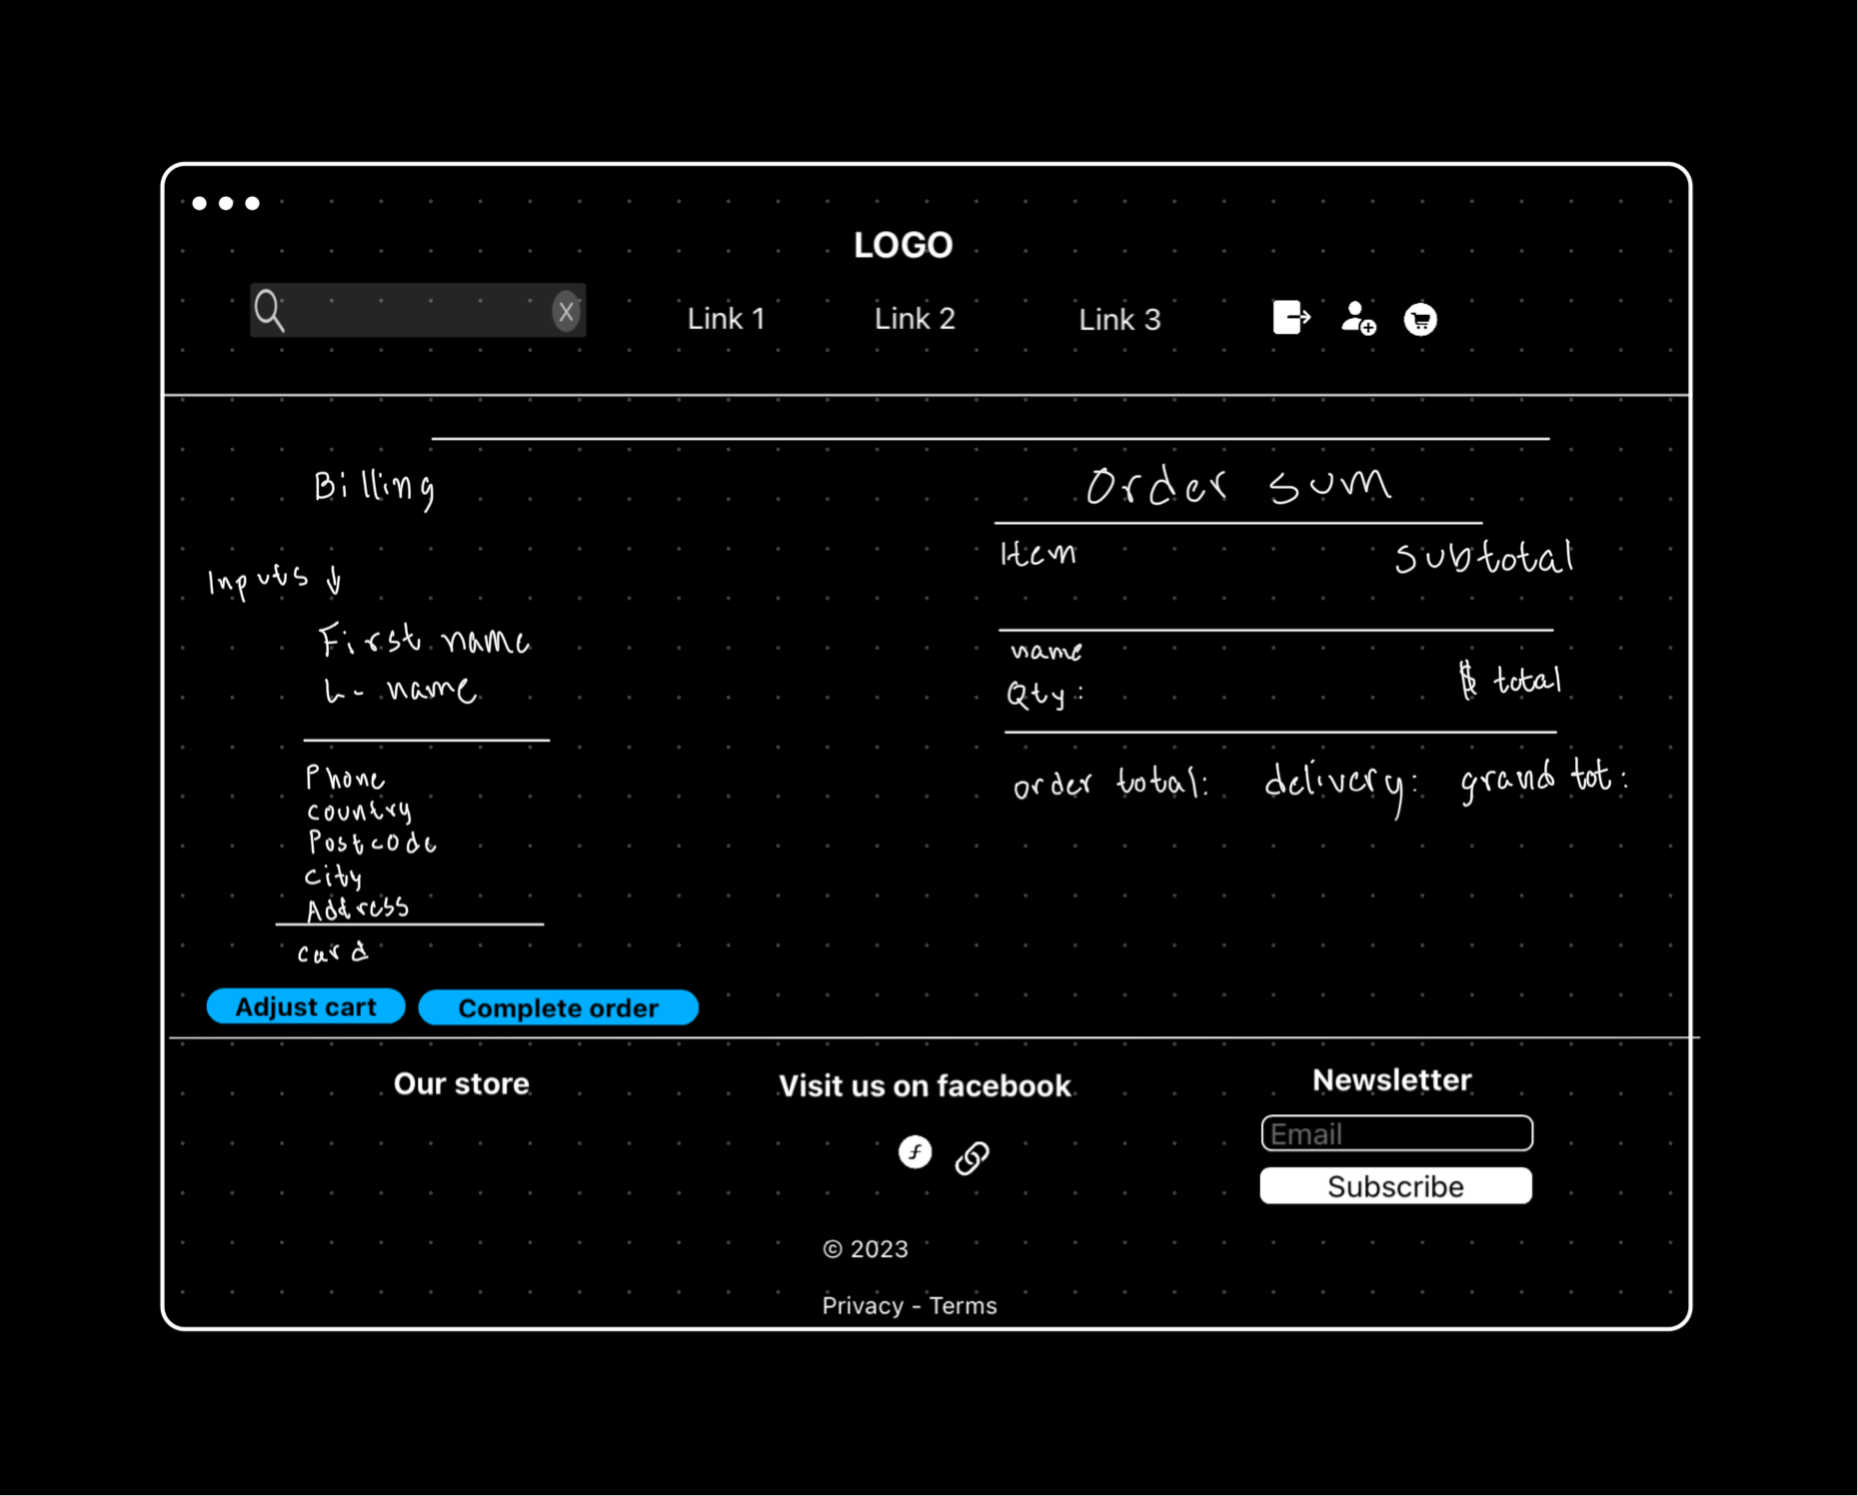 LOGO
X
Link 1
Link 2
Link 3
Billing
Order sum
Item
Subtotal
Inputs ↓
First name
L- name
name
Qty:
$ total
Phone
country
Postcode
city
Address
order total: delivery: grand tot:
card
Adjust cart
Complete order
Our store
Visit us on facebook
f
Newsletter
Email
Subscribe
© 2023
Privacy - Terms